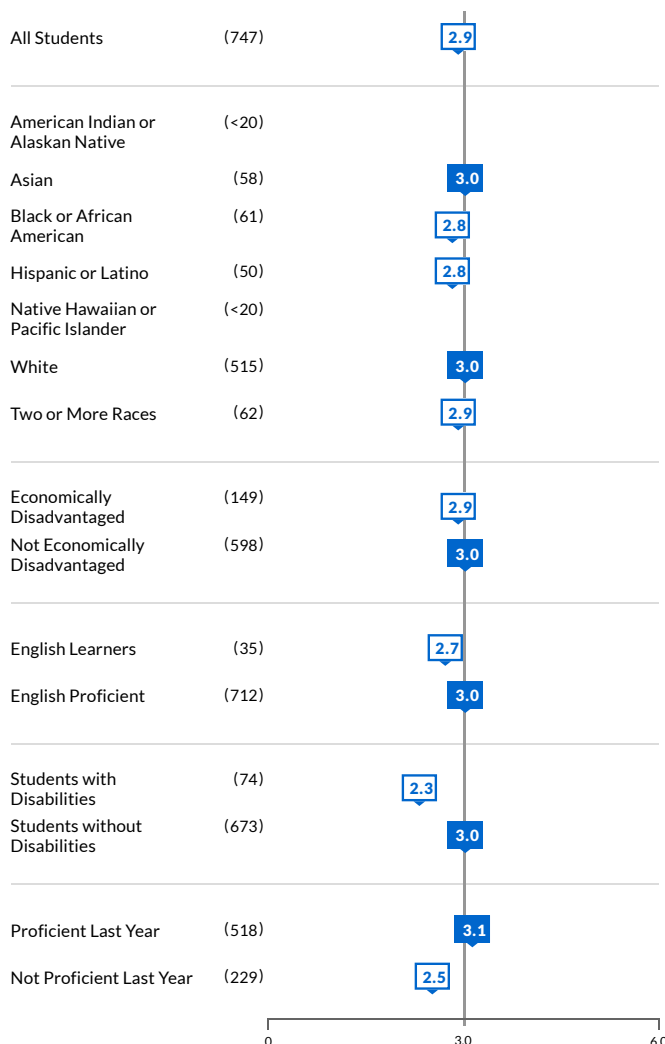 All Students (747) 2.9
American Indian or (<20)
Alaskan Native
Asian (58) 3.0
Black or African (61) 2.8
American
Hispanic or Latino (50) 2.8
Native Hawaiian or (<20)
Pacific Islander
White (515) 3.0
Two or More Races (62) 2.9
Economically (149) 2.9
Disadvantaged
Not Economically (598) 3.0
Disadvantaged
English Learners (35) 2.7
English Proficient (712) 3.0
Students with (74) 2.3
Disabilities
Students without (673) 3.0
Disabilities
Proficient Last Year (518) 3.1
Not Proficient Last Year (229) 2.5
0 3.0 6.0